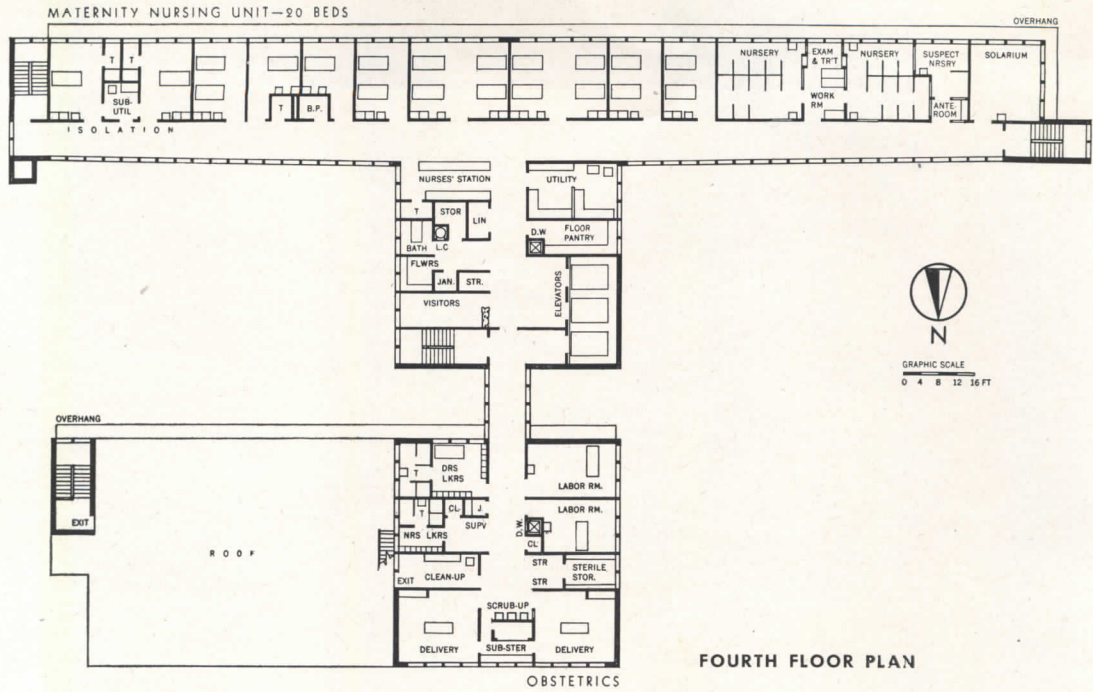 MATERNITY NURSING UNIT—20 BEDS
OVERHANG
T T
SUB-
UTIL
ISOLATION
T
B.P.
NURSERY
EXAM
& TR'T
NURSERY
SUSPECT
NRSRY
SOLARIUM
WORK
RM
ANTE-
ROOM
NURSES' STATION
UTILITY
T
STOR
LIN
D.W.
FLOOR
PANTRY
BATH
L.C
FLWRS
JAN.
STR.
VISITORS
ELEVATORS
N
GRAPHIC SCALE
0 4 8 12 16 FT
OVERHANG
EXIT
ROOF
T
DRS
LKRS
LABOR RM.
T
CL.
J.
SUPV
NRS LKRS
D.W.
CL.
LABOR RM.
EXIT
CLEAN-UP
STR
STR
STERILE
STOR.
SCRUB-UP
DELIVERY
SUB-STER
DELIVERY
OBSTETRICS
FOURTH FLOOR PLAN